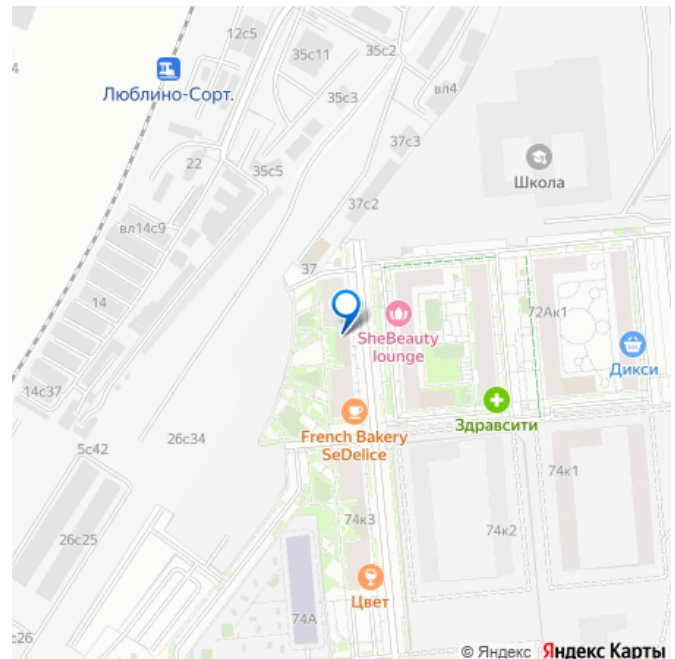 12с5
35с11
35с2
4
Люблино-Сорт.
35с3
вл4
37с3
22
35с5
Школа
37с2
вл14с9
37
14
72Ак1
SheBeauty
lounge
Дикси
14с37
Здравсити
5с42
26с34
French Bakery
SeDelice
74к1
74к3
74к2
26с25
Цвет
74А
с26
© Яндекс Яндекс Карты